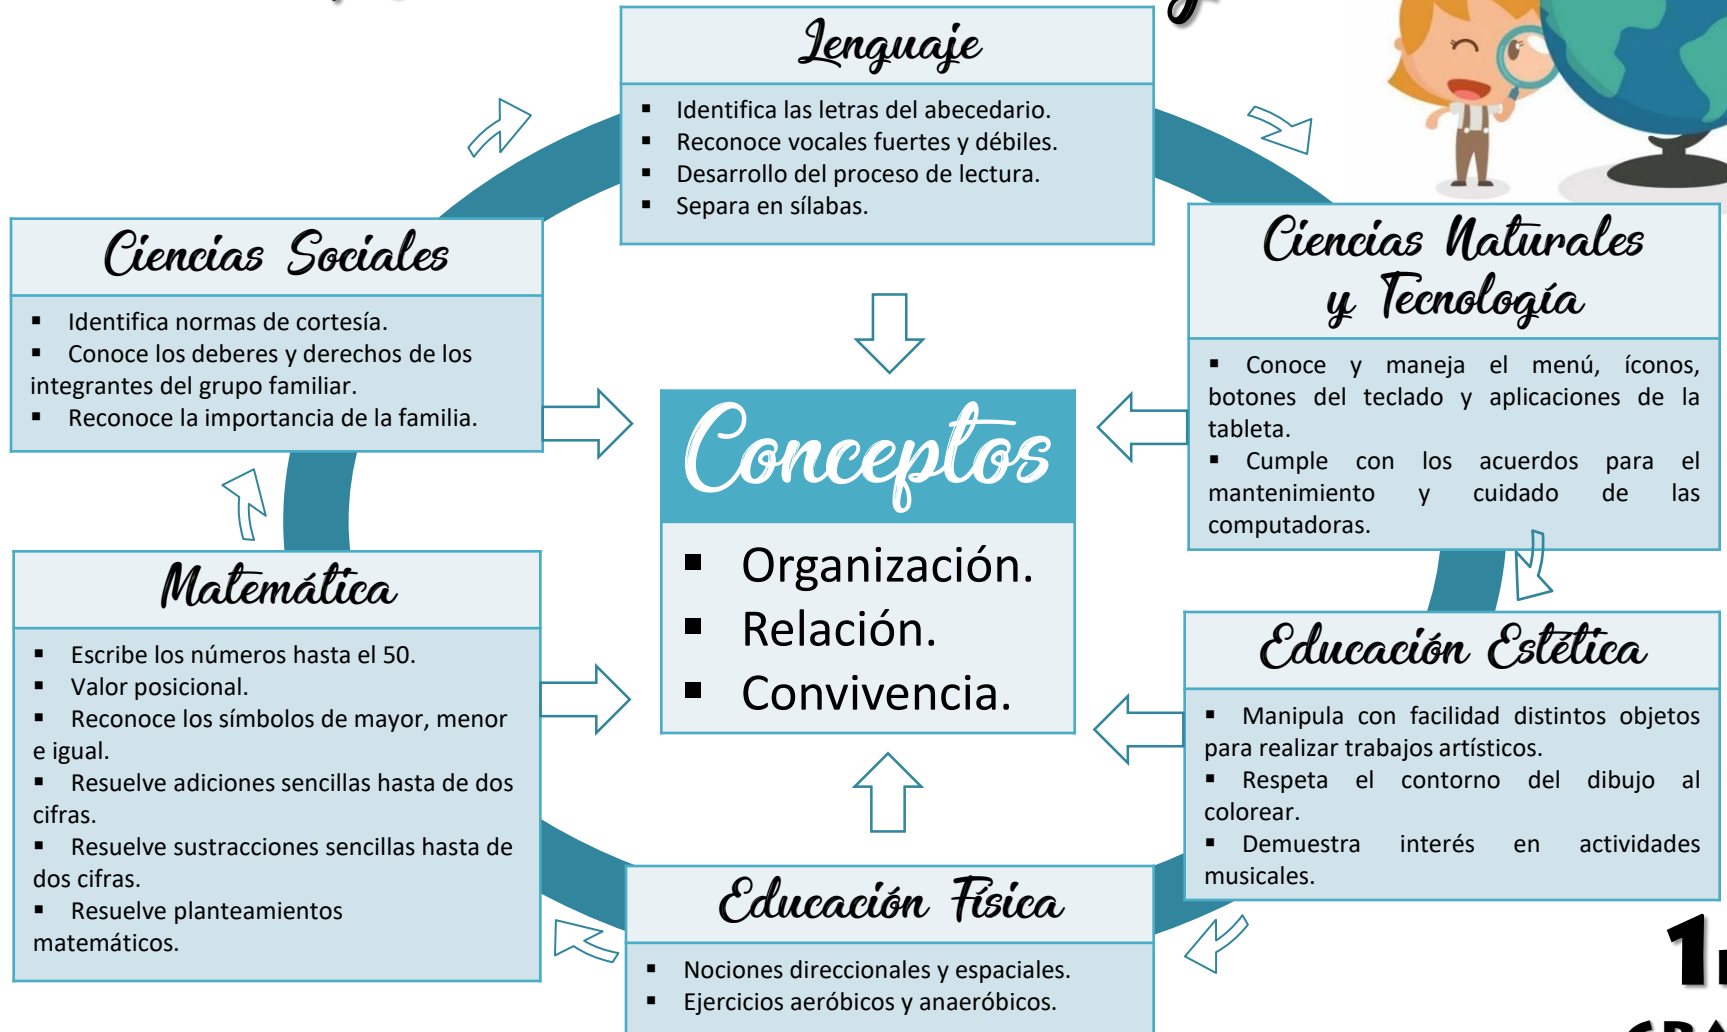 Lenguaje
▪ Identifica las letras del abecedario.
▪ Reconoce vocales fuertes y débiles.
▪ Desarrollo del proceso de lectura.
▪ Separa en sílabas.
Ciencias Sociales
▪ Identifica normas de cortesía.
▪ Conoce los deberes y derechos de los
integrantes del grupo familiar.
▪ Reconoce la importancia de la familia.
Ciencias Naturales
y Tecnología
▪ Conoce y maneja el menú, íconos,
botones del teclado y aplicaciones de la
tableta.
▪ Cumple con los acuerdos para el
mantenimiento y cuidado de las
computadoras.
Conceptos
▪ Organización.
▪ Relación.
▪ Convivencia.
Matemática
▪ Escribe los números hasta el 50.
▪ Valor posicional.
▪ Reconoce los símbolos de mayor, menor
e igual.
▪ Resuelve adiciones sencillas hasta de dos
cifras.
▪ Resuelve sustracciones sencillas hasta de
dos cifras.
▪ Resuelve planteamientos
matemáticos.
Educación Estética
▪ Manipula con facilidad distintos objetos
para realizar trabajos artísticos.
▪ Respeta el contorno del dibujo al
colorear.
▪ Demuestra interés en actividades
musicales.
Educación Física
▪ Nociones direccionales y espaciales.
▪ Ejercicios aeróbicos y anaeróbicos.
1